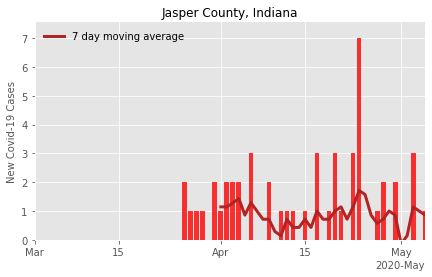 Jasper County, Indiana
7 day moving average
New Covid-19 Cases
7
6
5
4
3
2
1
0
Mar 15 Apr 15 May
2020-May